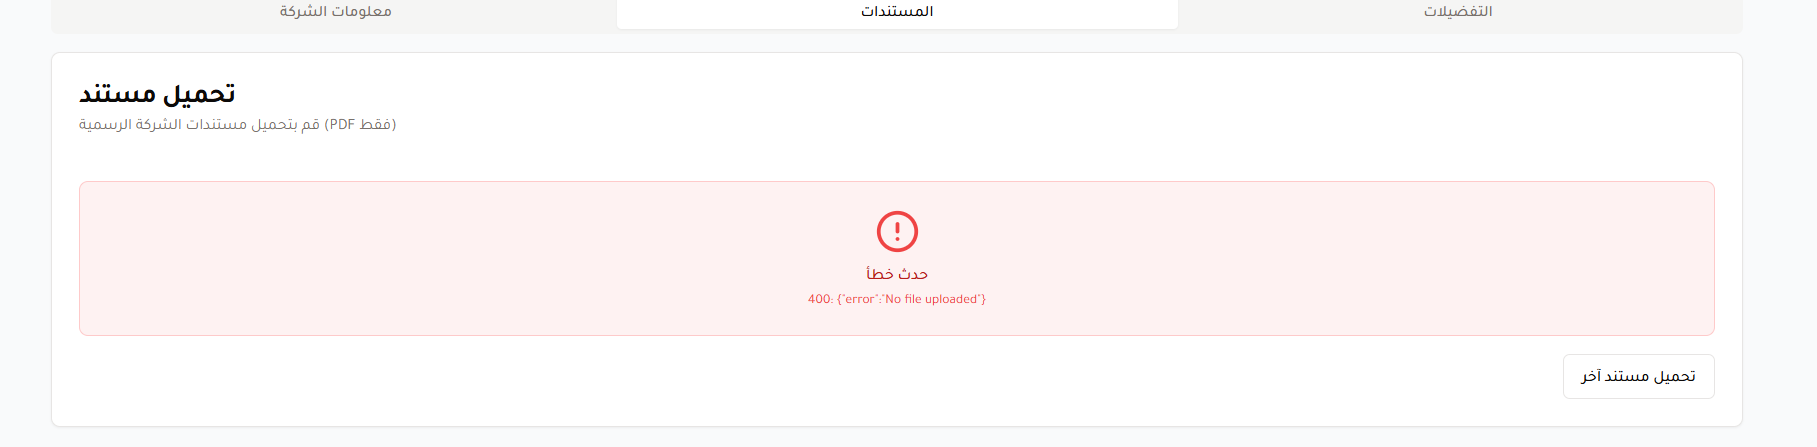 معلومات الشركة
المستندات
التفضيلات
تحميل مستند
قم بتحميل مستندات الشركة الرسمية (PDF فقط)
حدث خطأ
400: {"error":"No file uploaded"}
تحميل مستند آخر